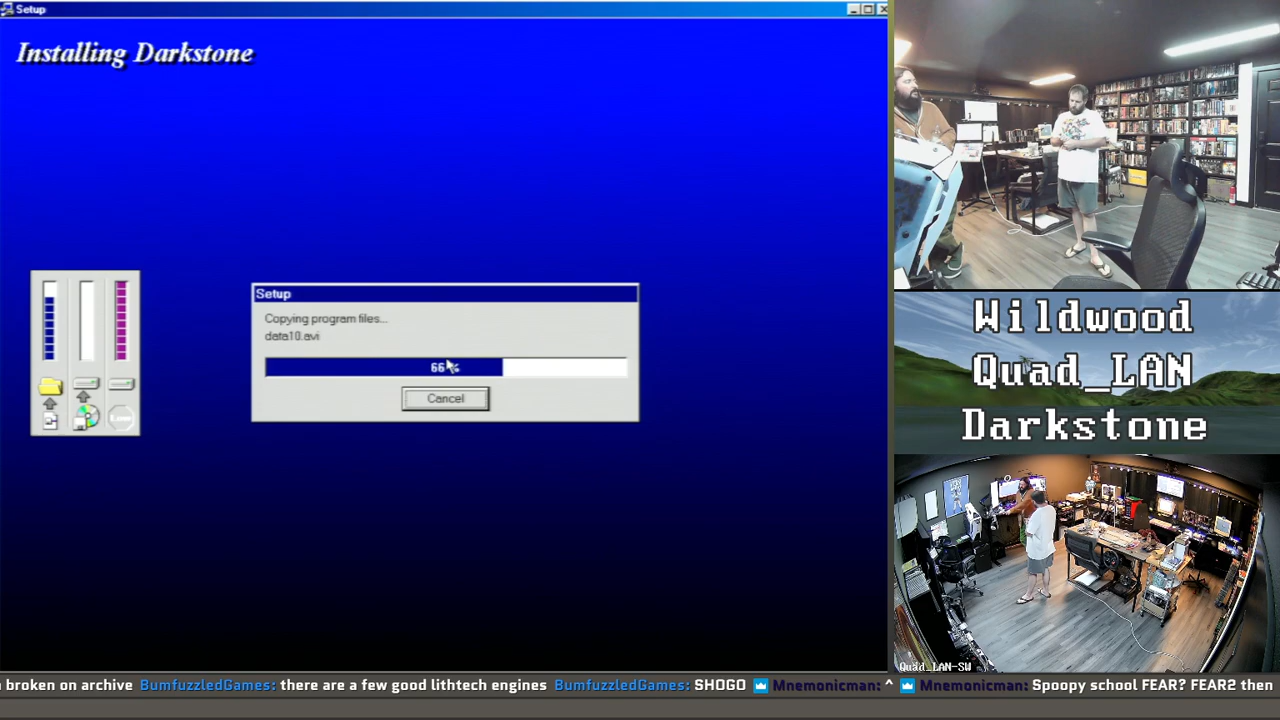 Setup
Installing Darkstone
Setup
Copying program files...
data10.avi
66%
Cancel
Wildwood
Quad_LAN
Darkstone
Quad_LAN-SW
broken on archive BumfuzzledGames: there are a few good lithtech engines BumfuzzledGames: SHOGO Mnemonicman: ^ Mnemonicman: Spoopy school FEAR? FEAR2 then